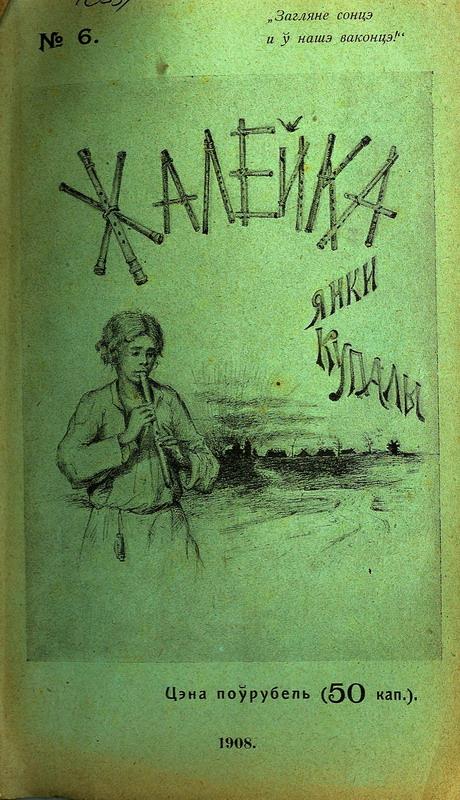 „Загляне сонцэ
и ў нашэ ваконцэ!“
№ 6.
ЖАЛЕЙКА
ЯНКИ
КУПАЛЫ
Цэна поўрубель (50 кап.).
1908.